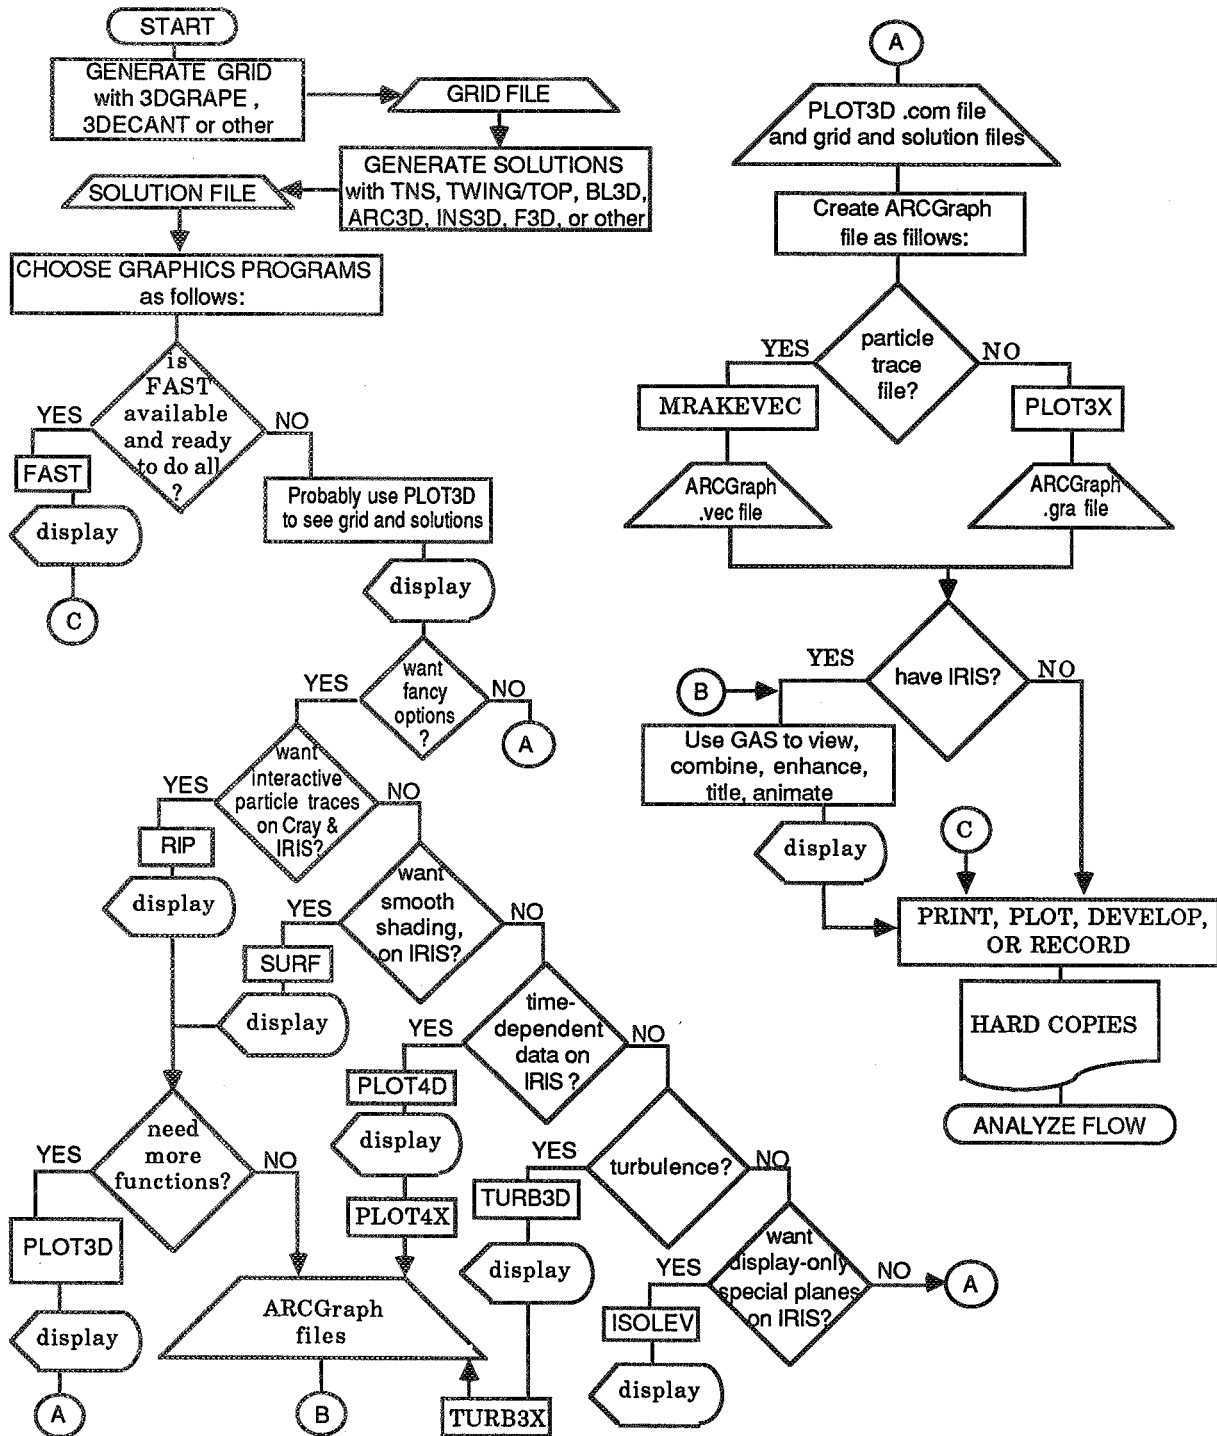 START
GENERATE GRID
with 3DGRAPE ,
3DECANT or other
GRID FILE
GENERATE SOLUTIONS
with TNS, TWING/TOP, BL3D,
ARC3D, INS3D, F3D, or other
SOLUTION FILE
CHOOSE GRAPHICS PROGRAMS
as follows:
is
FAST
available
and ready
to do all
?
YES
NO
FAST
display
C
Probably use PLOT3D
to see grid and solutions
display
want
fancy
options
?
YES
NO
A
want
interactive
particle traces
on Cray &
IRIS?
YES
NO
RIP
display
want
smooth
shading,
on IRIS?
YES
NO
SURF
display
time-
dependent
data on
IRIS ?
YES
NO
PLOT4D
display
PLOT4X
need
more
functions?
YES
NO
PLOT3D
display
A
ARCGraph
files
B
turbulence?
YES
NO
TURB3D
display
TURB3X
want
display-only
special planes
on IRIS?
YES
NO
A
ISOLEV
display
A
PLOT3D .com file
and grid and solution files
Create ARCGraph
file as fillows:
particle
trace
file?
YES
NO
MRAKEVEC
PLOT3X
ARCGraph
.vec file
ARCGraph
.gra file
have IRIS?
YES
NO
B
Use GAS to view,
combine, enhance,
title, animate
display
C
PRINT, PLOT, DEVELOP,
OR RECORD
HARD COPIES
ANALYZE FLOW